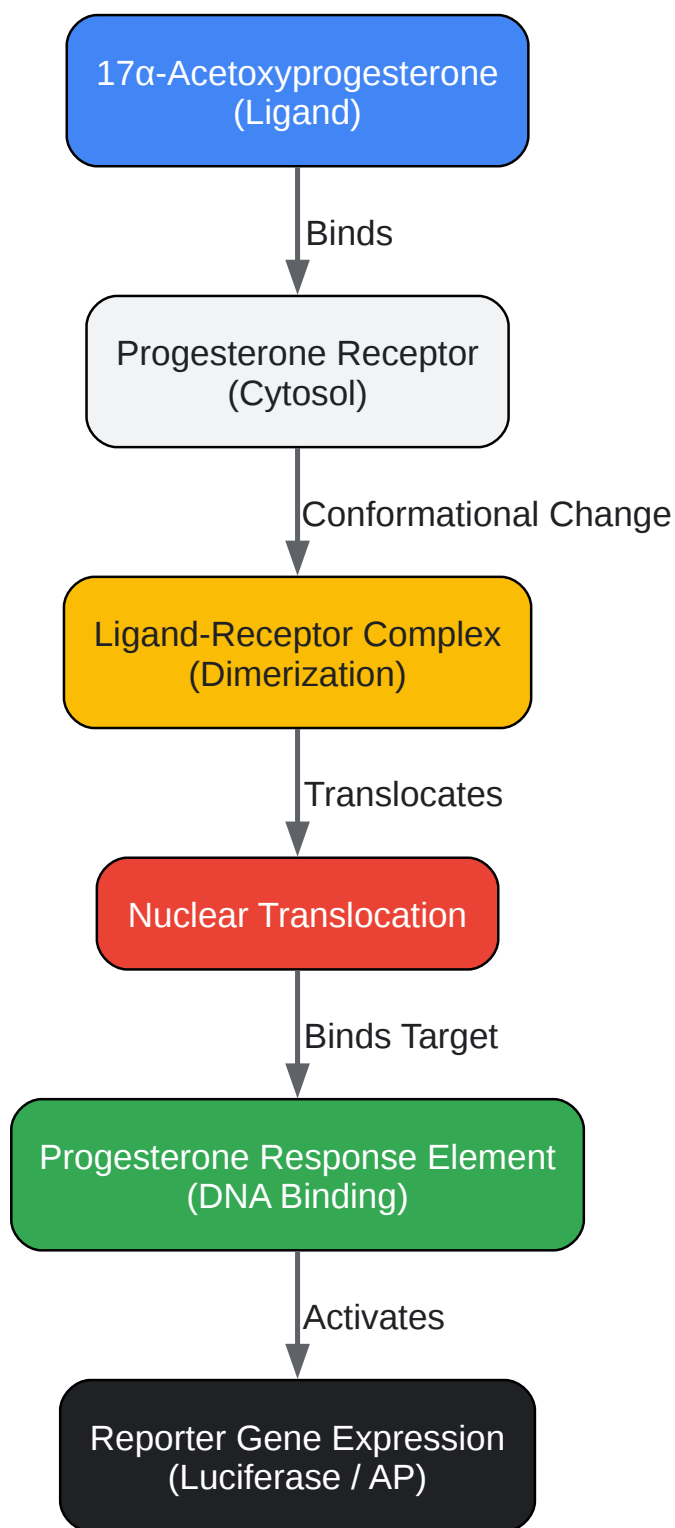 17α-Acetoxyprogesterone
(Ligand)
Binds
Progesterone Receptor
(Cytosol)
Conformational Change
Ligand-Receptor Complex
(Dimerization)
Translocates
Nuclear Translocation
Binds Target
Progesterone Response Element
(DNA Binding)
Activates
Reporter Gene Expression
(Luciferase / AP)